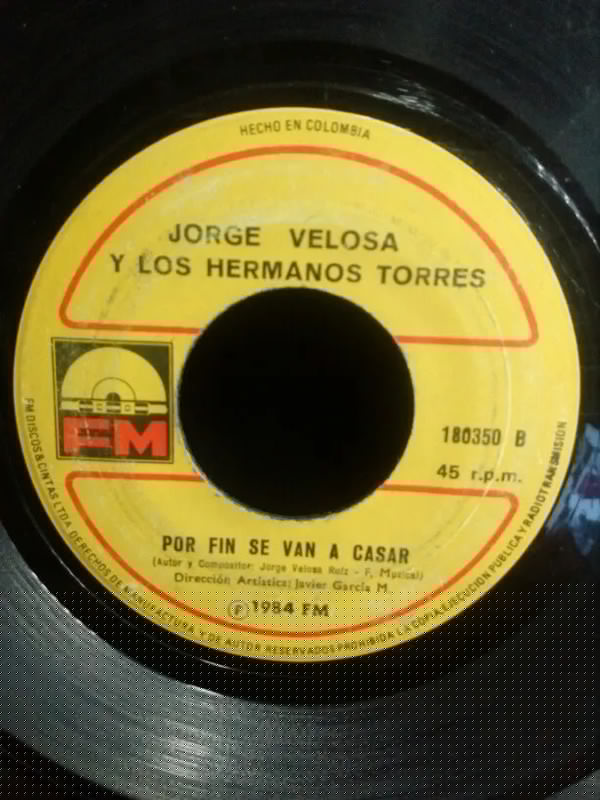 HECHO EN COLOMBIA
JORGE VELOSA
Y LOS HERMANOS TORRES
FM
180350 B
45 r.p.m.
POR FIN SE VAN A CASAR
(Autor y Compositor: Jorge Velosa Ruiz - F, Musical)
Dirección Artística: Javier García M.
Ⓟ 1984 FM
FM DISCOS & CINTAS LTDA. DERECHOS DE MANUFACTURA Y DE AUTOR RESERVADOS PROHIBIDA LA COPIA, EJECUCION PUBLICA Y RADIOTRANSMISION